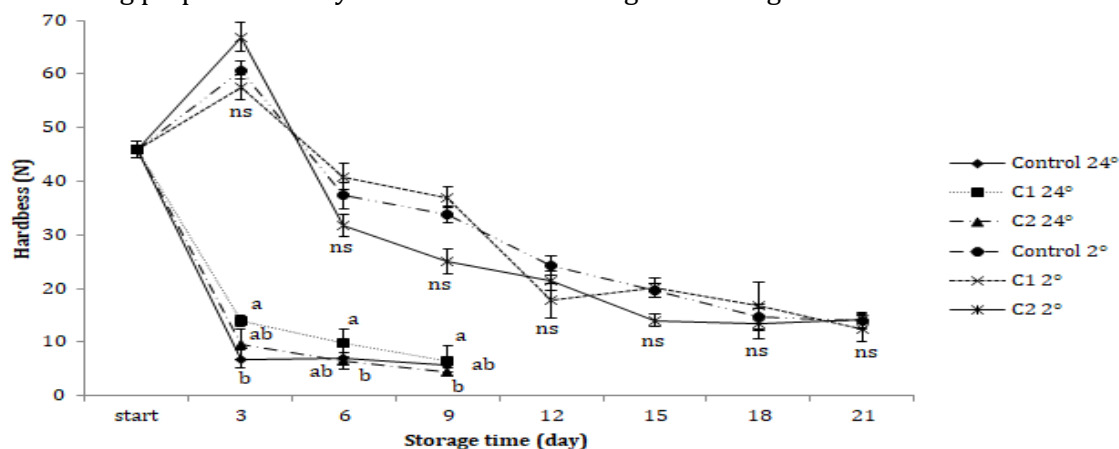 70
60
50
40
30
20
10
0
Hardbess (N)
ns
ns
ns
ns
ns
ns
ns
a
ab
b
a
ab
b
ab
b
start 3 6 9 12 15 18 21
Storage time (day)
Control 24°
C1 24°
C2 24°
Control 2°
C1 2°
C2 2°